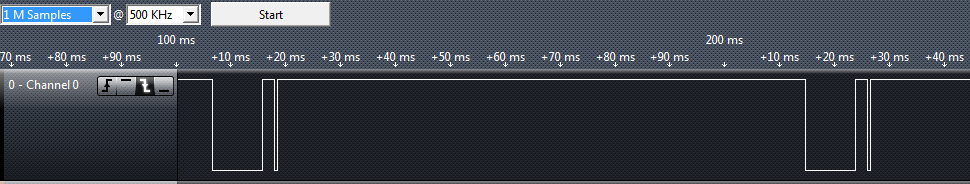 1 M Samples @ 500 KHz Start
100 ms 200 ms
70 ms +80 ms +90 ms +10 ms +20 ms +30 ms +40 ms +50 ms +60 ms +70 ms +80 ms +90 ms +10 ms +20 ms +30 ms +40 ms
0 - Channel 0